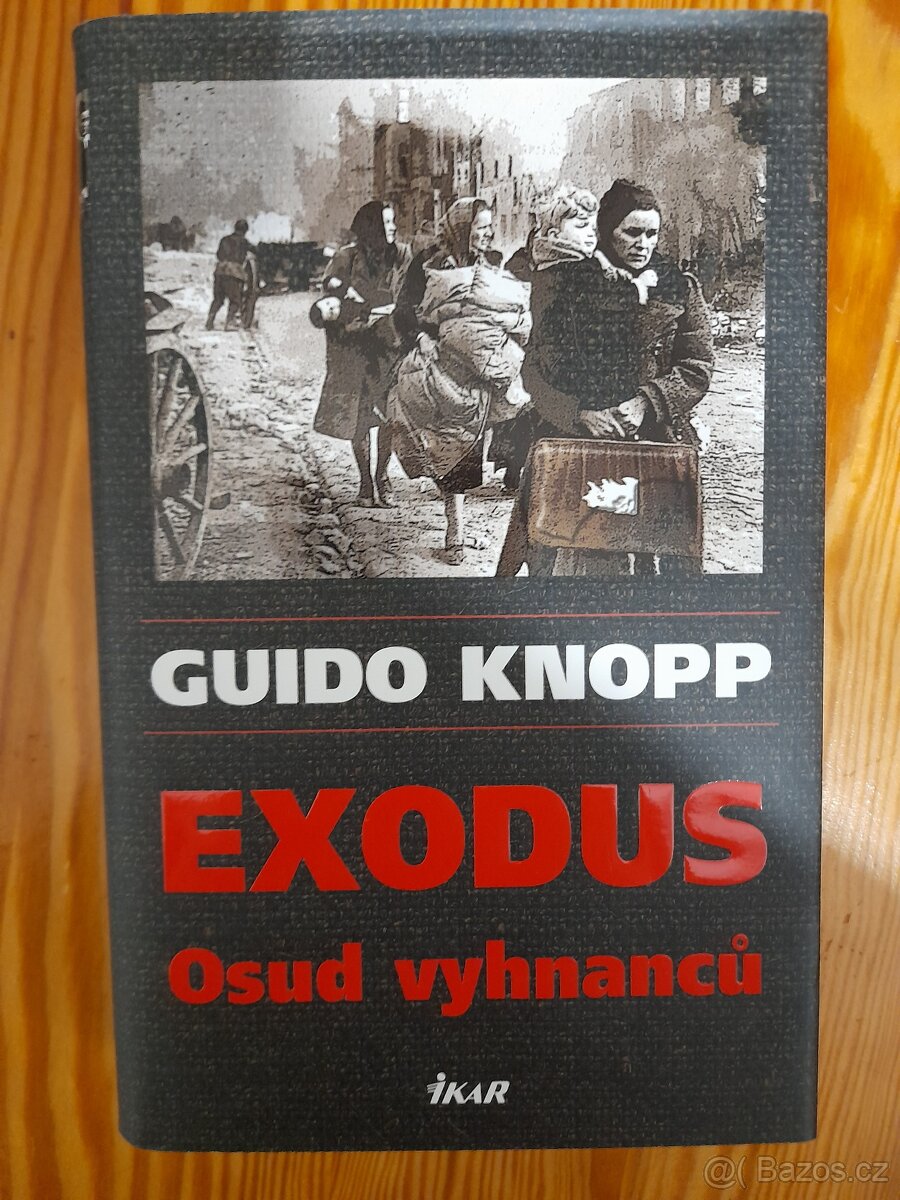 GUIDO KNOPP
EXODUS
Osud vyhnanců
iKAR
@( Bazos.cz